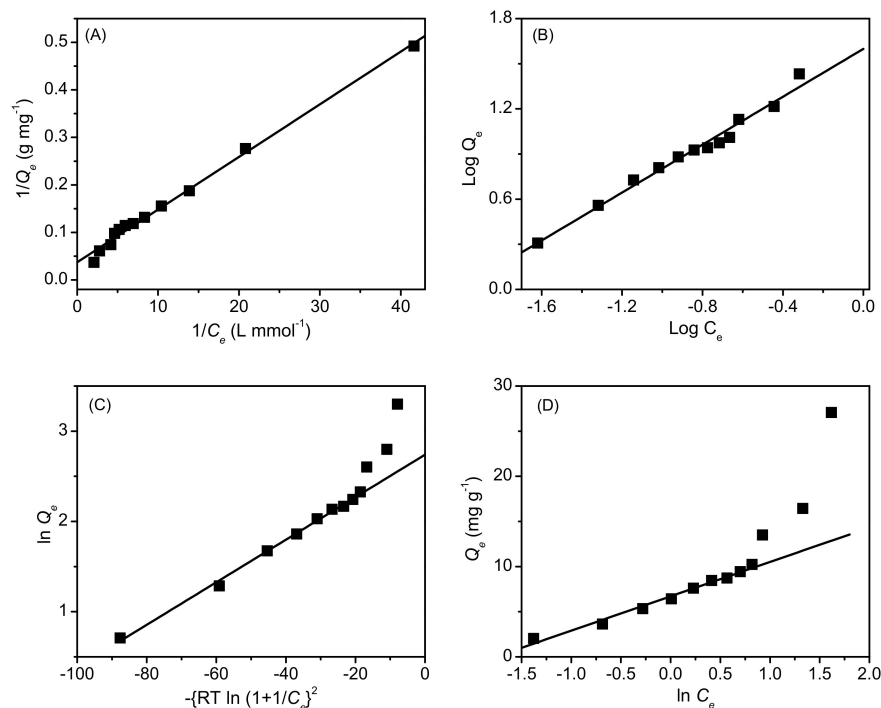 (A)
0.5
0.4
0.3
0.2
0.1
0.0
1/Qe (g mg-1)
0 10 20 30 40
1/Ce (L mmol-1)
(B)
1.8
1.2
0.6
0.0
Log Qe
-1.6 -1.2 -0.8 -0.4 0.0
Log Ce
(C)
3
2
1
ln Qe
-100 -80 -60 -40 -20 0
-{RT ln (1+1/Ce}2
(D)
30
20
10
0
Qe (mg g-1)
-1.5 -1.0 -0.5 0.0 0.5 1.0 1.5 2.0
ln Ce